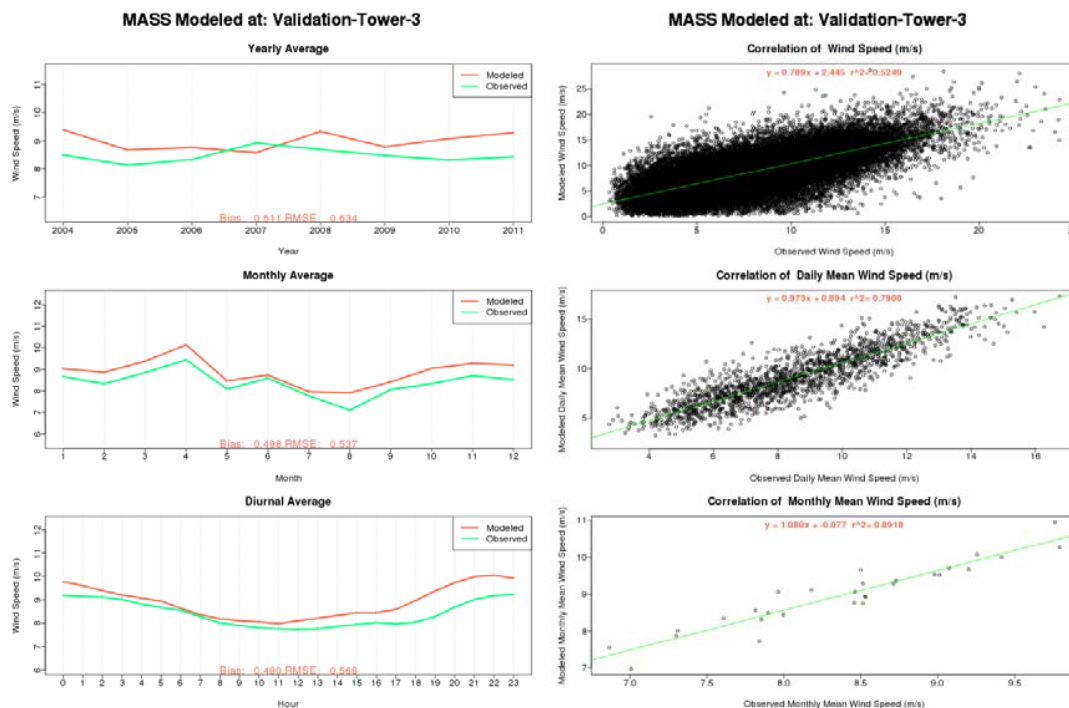 MASS Modeled at: Validation-Tower-3
Yearly Average
Wind Speed (m/s)
11
10
9
8
7
Modeled
Observed
Bias: 0.511 RMSE: 0.634
2004 2005 2006 2007 2008 2009 2010 2011
Year
Monthly Average
Wind Speed (m/s)
12
11
10
9
8
7
6
Modeled
Observed
Bias: 0.498 RMSE: 0.537
1 2 3 4 5 6 7 8 9 10 11 12
Month
Diurnal Average
Wind Speed (m/s)
12
11
10
9
8
7
6
Modeled
Observed
Bias: 0.480 RMSE: 0.568
0 1 2 3 4 5 6 7 8 9 10 11 12 13 14 15 16 17 18 19 20 21 22 23
Hour
MASS Modeled at: Validation-Tower-3
Correlation of Wind Speed (m/s)
y = 0.789x + 2.445 r^2= 0.5249
Modeled Wind Speed (m/s)
25
20
15
10
5
0
0 5 10 15 20
Observed Wind Speed (m/s)
Correlation of Daily Mean Wind Speed (m/s)
y = 0.973x + 0.894 r^2= 0.7900
Modeled Daily Mean Wind Speed (m/s)
15
10
5
4 6 8 10 12 14 16
Observed Daily Mean Wind Speed (m/s)
Correlation of Monthly Mean Wind Speed (m/s)
y = 1.080x + -0.077 r^2= 0.8918
Modeled Monthly Mean Wind Speed (m/s)
11
10
9
8
7
7.0 7.5 8.0 8.5 9.0 9.5
Observed Monthly Mean Wind Speed (m/s)